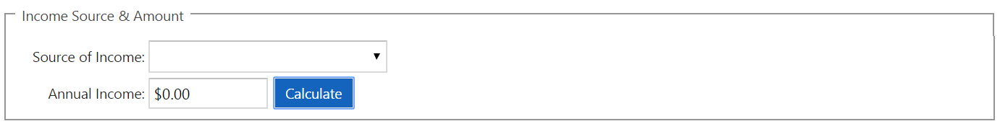 Income Source & Amount
Source of Income:
Annual Income: $0.00 Calculate